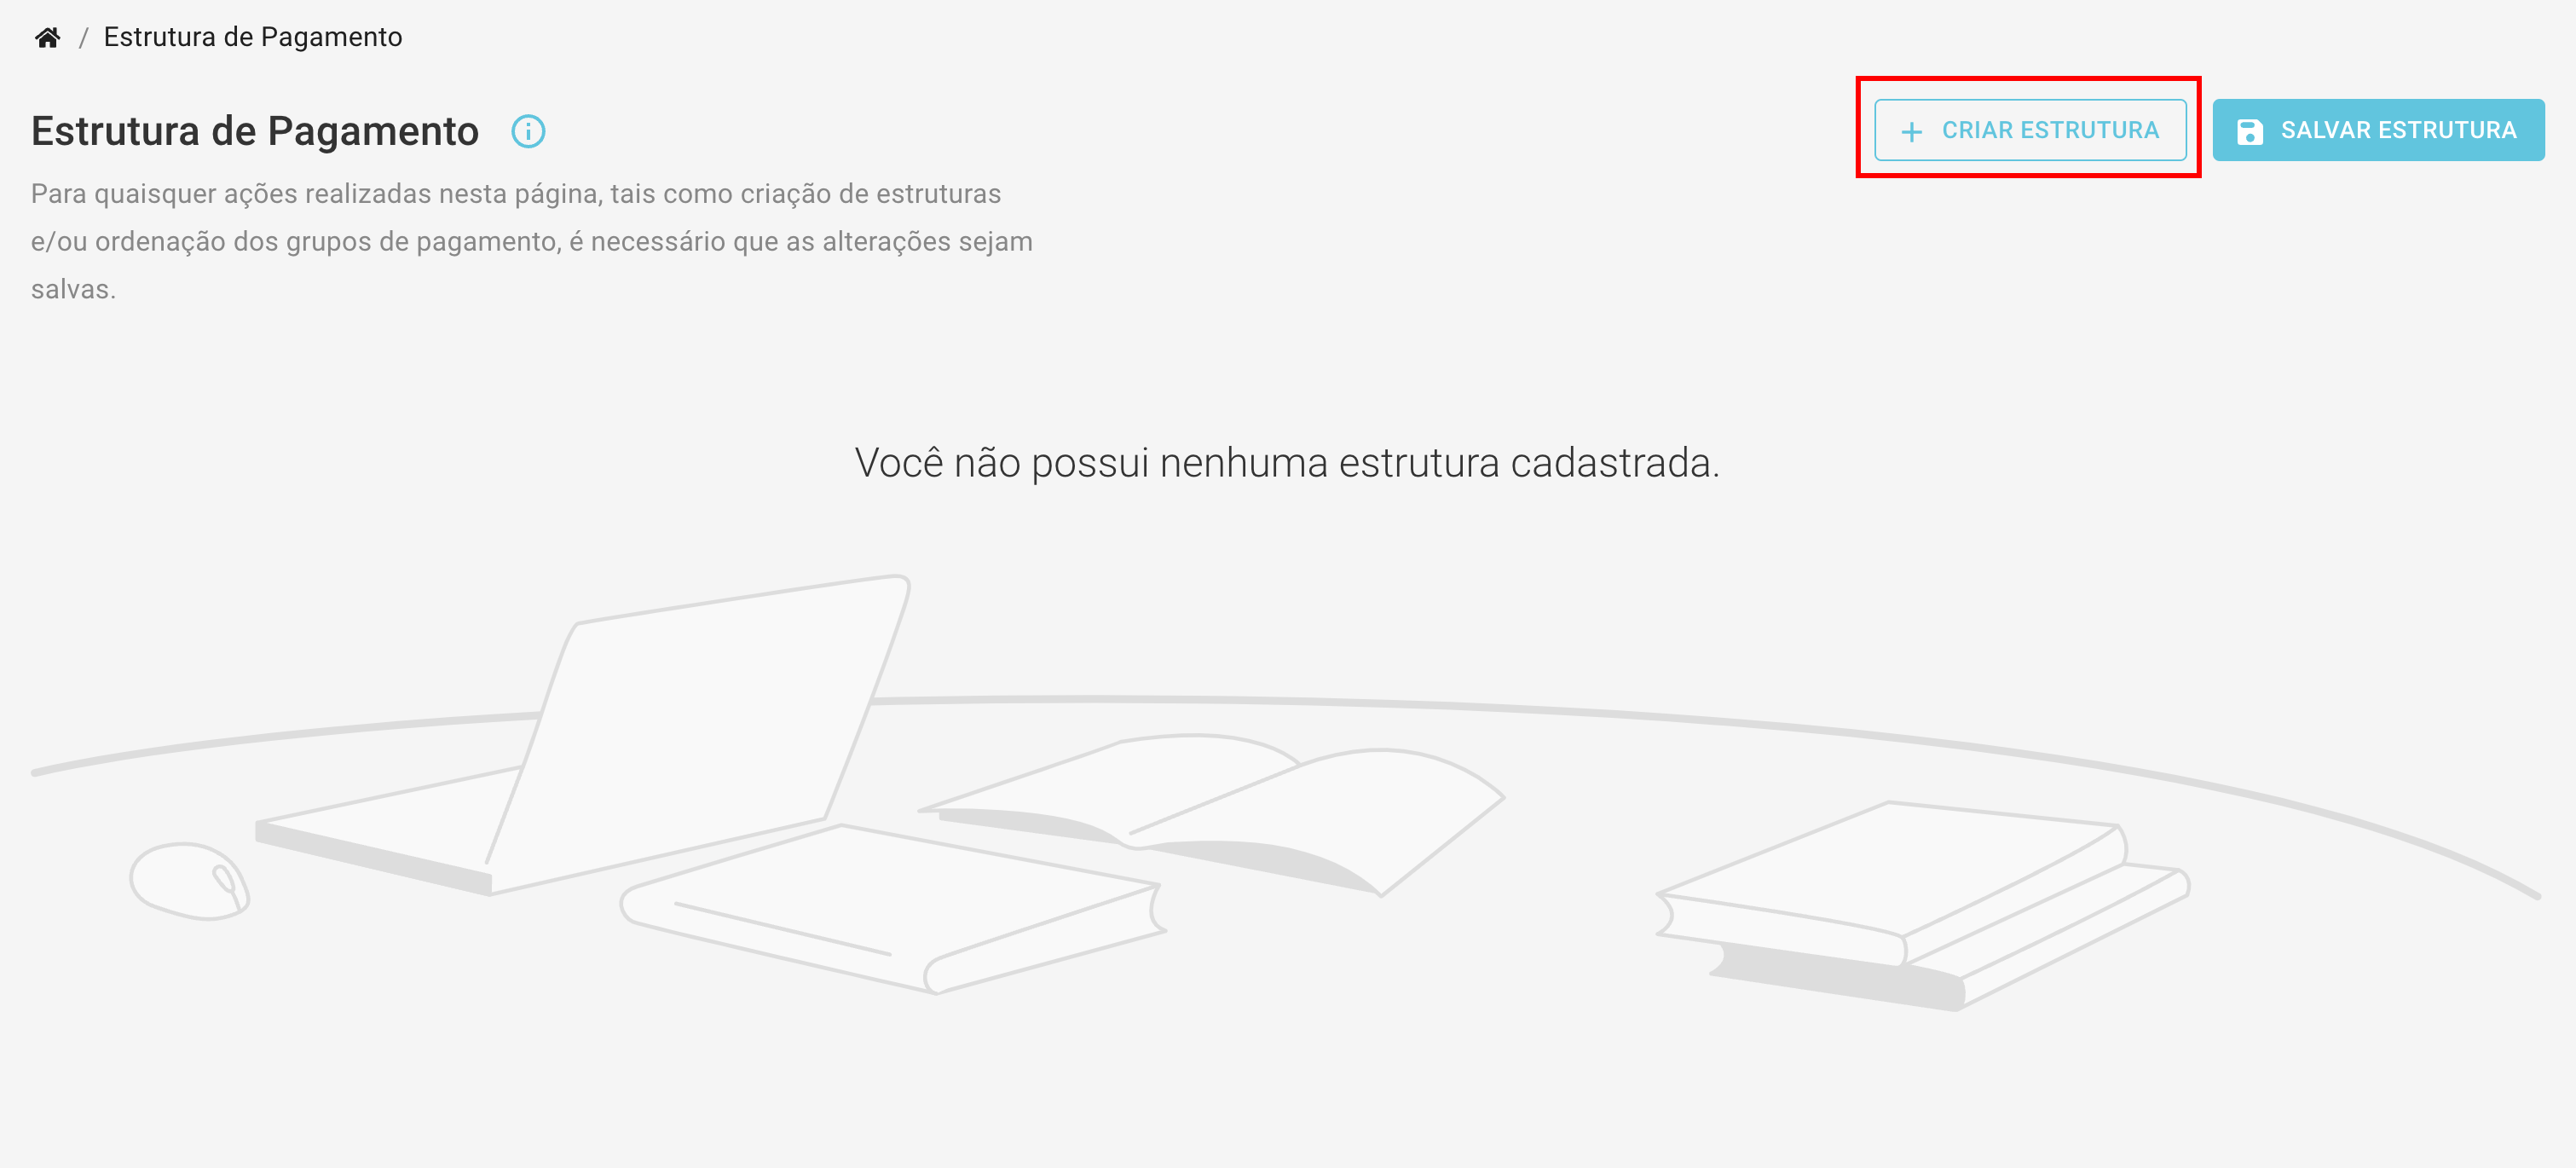 / Estrutura de Pagamento
Estrutura de Pagamento
CRIAR ESTRUTURA
SALVAR ESTRUTURA
Para quaisquer ações realizadas nesta página, tais como criação de estruturas
e/ou ordenação dos grupos de pagamento, é necessário que as alterações sejam
salvas.
Você não possui nenhuma estrutura cadastrada.